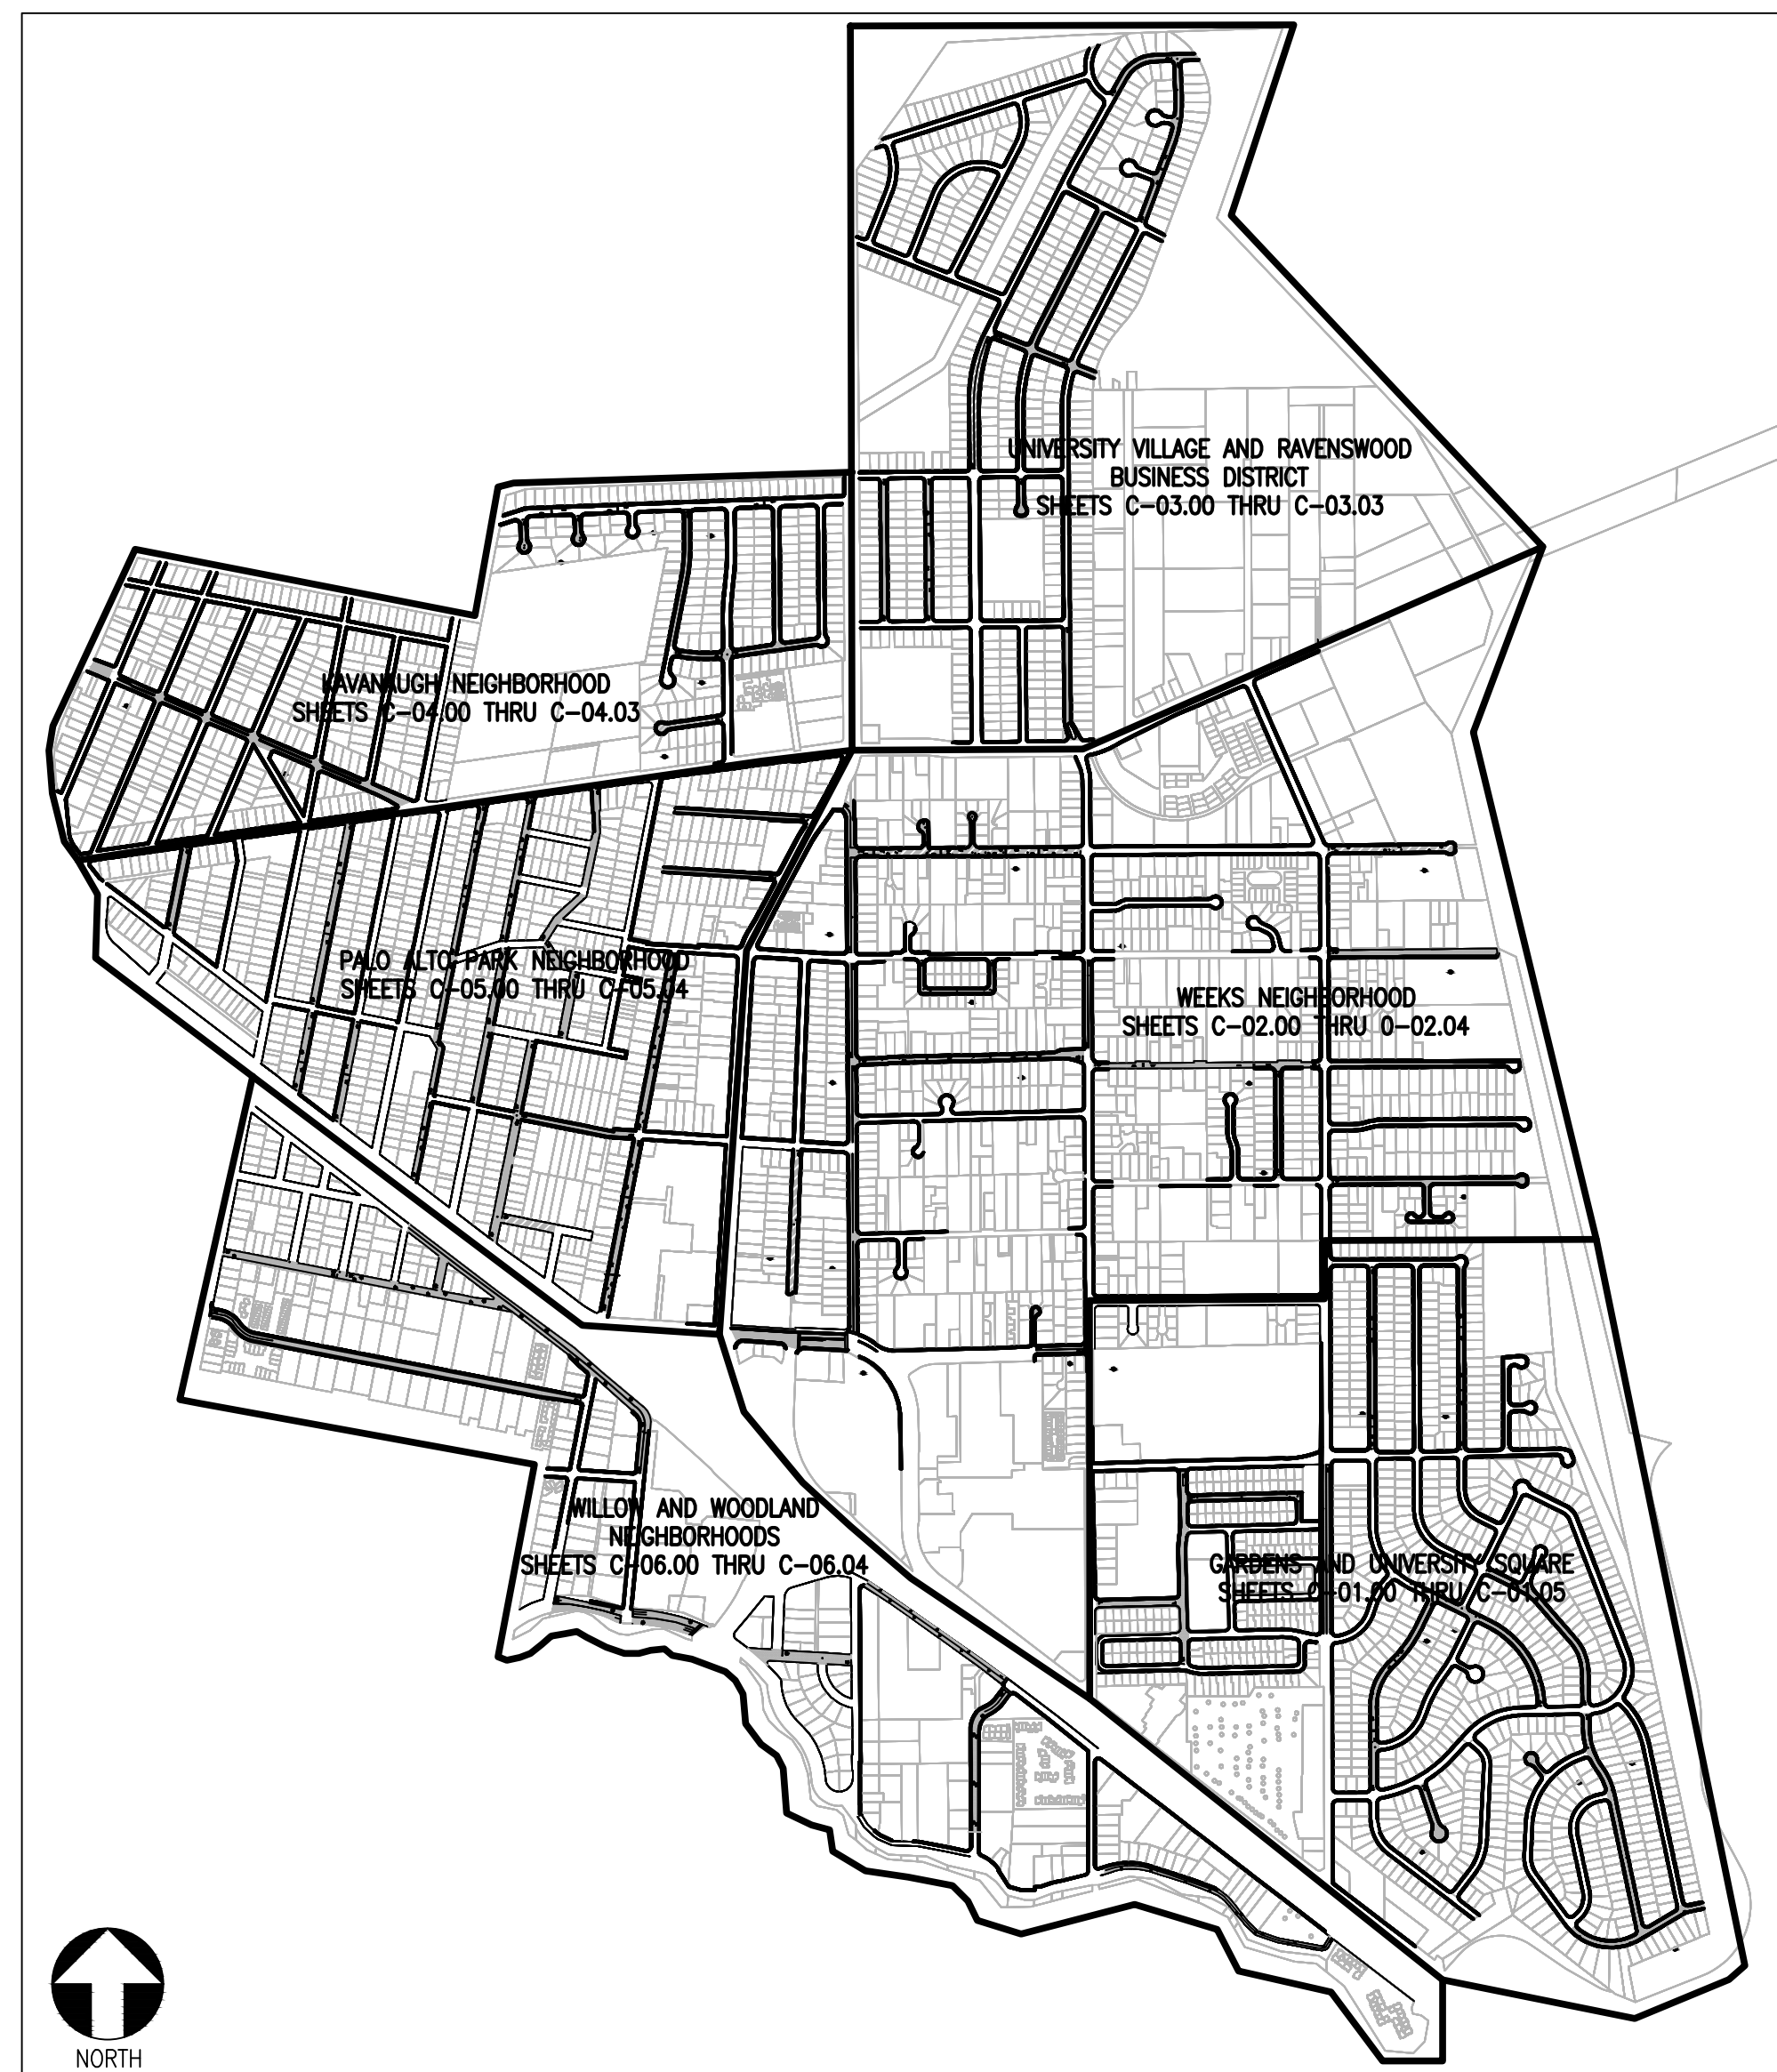 UNIVERSITY VILLAGE AND RAVENSWOOD
BUSINESS DISTRICT
SHEETS C-03.00 THRU C-03.03
KAVANAUGH NEIGHBORHOOD
SHEETS C-04.00 THRU C-04.03
PALO ALTO PARK NEIGHBORHOOD
SHEETS C-05.00 THRU C-05.04
WEEKS NEIGHBORHOOD
SHEETS C-02.00 THRU 0-02.04
WILLOW AND WOODLAND
NEIGHBORHOODS
SHEETS C-06.00 THRU C-06.04
GARDENS AND UNIVERSITY SQUARE
SHEETS C-01.00 THRU C-01.05
NORTH